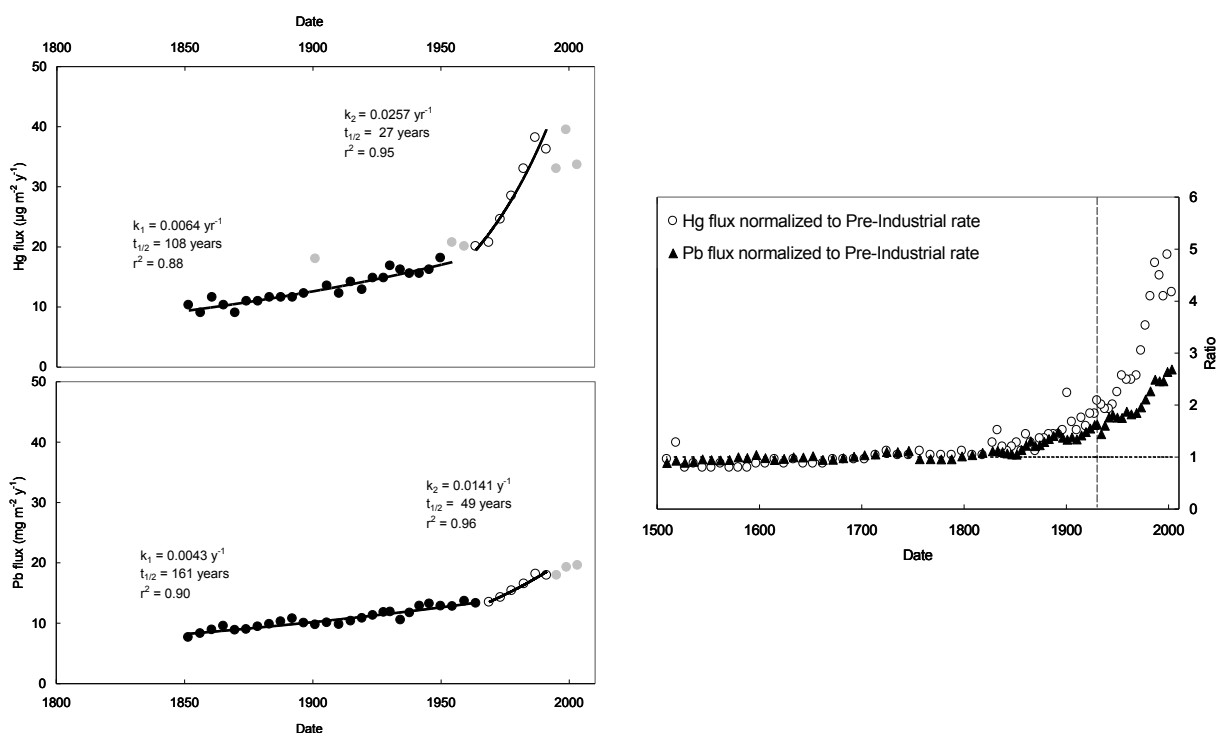 Date
1800 1850 1900 1950 2000
50
40
30
20
10
0
Hg flux (µg m⁻² y⁻¹)
k₂ = 0.0257 yr⁻¹
t₁/₂ = 27 years
r² = 0.95
k₁ = 0.0064 yr⁻¹
t₁/₂ = 108 years
r² = 0.88
50
40
30
20
10
0
Pb flux (mg m⁻² y⁻¹)
k₂ = 0.0141 y⁻¹
t₁/₂ = 49 years
r² = 0.96
k₁ = 0.0043 y⁻¹
t₁/₂ = 161 years
r² = 0.90
1800 1850 1900 1950 2000
Date
Hg flux normalized to Pre-Industrial rate
Pb flux normalized to Pre-Industrial rate
6
5
4
3
2
1
0
Ratio
1500 1600 1700 1800 1900 2000
Date